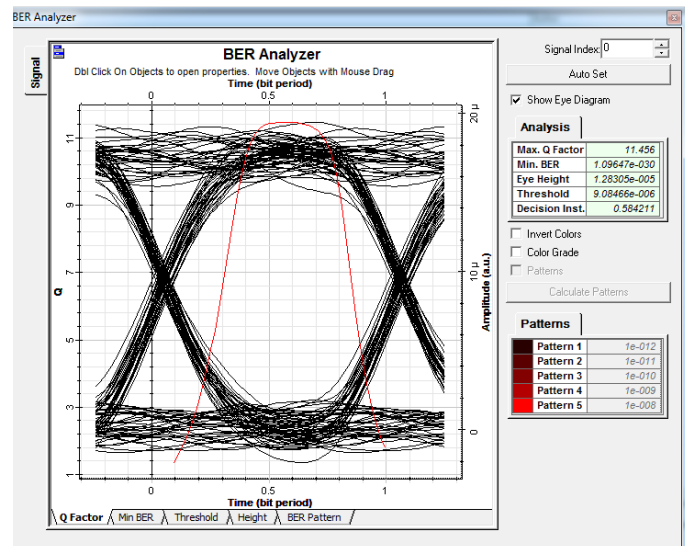 BER Analyzer
Signal
BER Analyzer
Dbl Click On Objects to open properties. Move Objects with Mouse Drag
Time (bit period)
0 0.5 1
Q
11
9
7
5
3
1
20 µ
10 µ
0
Amplitude (a.u.)
0 0.5 1
Time (bit period)
Q Factor Min BER Threshold Height BER Pattern
Signal Index: 0
Auto Set
Show Eye Diagram
Analysis
Max. Q Factor 11.456
Min. BER 1.09647e-030
Eye Height 1.28305e-005
Threshold 9.08466e-006
Decision Inst. 0.584211
Invert Colors
Color Grade
Patterns
Calculate Patterns
Patterns
Pattern 1 1e-012
Pattern 2 1e-011
Pattern 3 1e-010
Pattern 4 1e-009
Pattern 5 1e-008